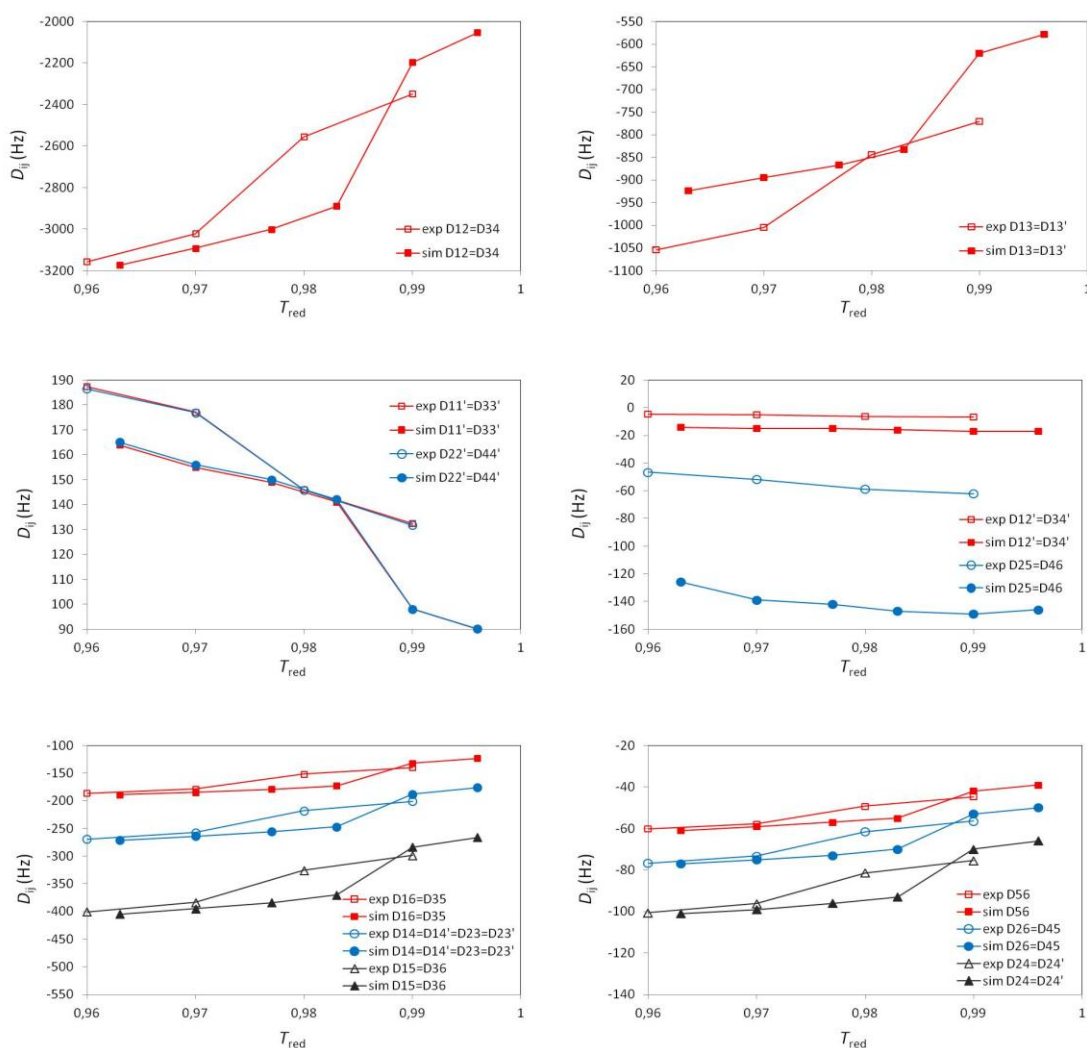 -2000
-2200
-2400
-2600
-2800
-3000
-3200
Dij (Hz)
exp D12=D34
sim D12=D34
0,96
0,97
0,98
0,99
1
Tred
-550
-600
-650
-700
-750
-800
-850
-900
-950
-1000
-1050
-1100
Dij (Hz)
exp D13=D13'
sim D13=D13'
0,96
0,97
0,98
0,99
1
Tred
190
180
170
160
150
140
130
120
110
100
90
Dij (Hz)
exp D11'=D33'
sim D11'=D33'
exp D22'=D44'
sim D22'=D44'
0,96
0,97
0,98
0,99
1
Tred
20
0
-20
-40
-60
-80
-100
-120
-140
-160
Dij (Hz)
exp D12'=D34'
sim D12'=D34'
exp D25=D46
sim D25=D46
0,96
0,97
0,98
0,99
1
Tred
-100
-150
-200
-250
-300
-350
-400
-450
-500
-550
Dij (Hz)
exp D16=D35
sim D16=D35
exp D14=D14'=D23=D23'
sim D14=D14'=D23=D23'
exp D15=D36
sim D15=D36
0,96
0,97
0,98
0,99
1
Tred
-20
-40
-60
-80
-100
-120
-140
Dij (Hz)
exp D56
sim D56
exp D26=D45
sim D26=D45
exp D24=D24'
sim D24=D24'
0,96
0,97
0,98
0,99
1
Tred